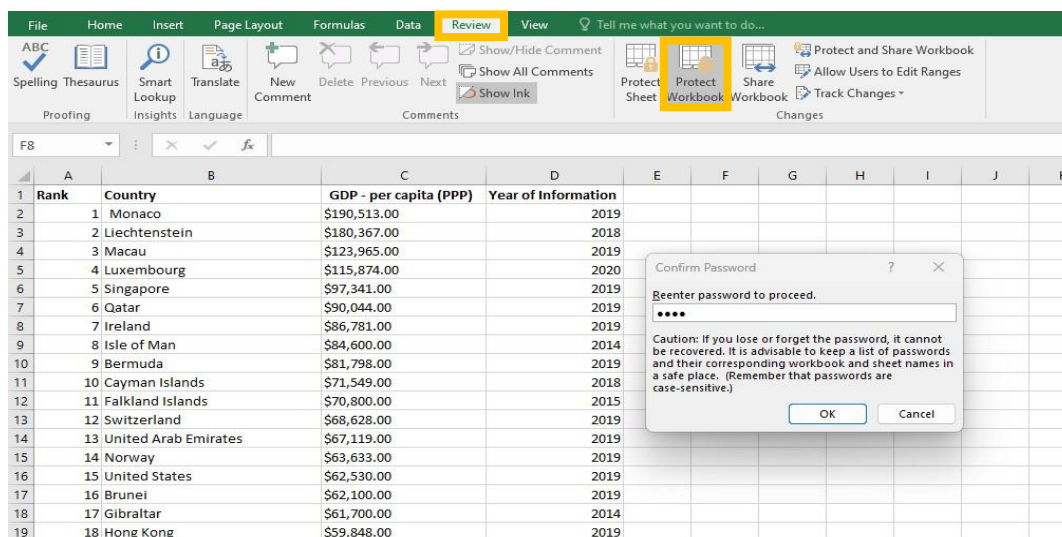 File Home Insert Page Layout Formulas Data Review View Tell me what you want to do...
ABC
Spelling Thesaurus Smart Lookup Translate New Comment Delete Previous Next
Show/Hide Comment
Show All Comments
Show Ink
Protect Sheet Protect Workbook Share Workbook
Protect and Share Workbook
Allow Users to Edit Ranges
Track Changes
Proofing Insights Language Comments Changes
F8 fx
A B C D E F G H I J
1 Rank Country GDP - per capita (PPP) Year of Information
2 1 Monaco $190,513.00 2019
3 2 Liechtenstein $180,367.00 2018
4 3 Macau $123,965.00 2019
5 4 Luxembourg $115,874.00 2020
6 5 Singapore $97,341.00 2019
7 6 Qatar $90,044.00 2019
8 7 Ireland $86,781.00 2019
9 8 Isle of Man $84,600.00 2014
10 9 Bermuda $81,798.00 2019
11 10 Cayman Islands $71,549.00 2018
12 11 Falkland Islands $70,800.00 2015
13 12 Switzerland $68,628.00 2019
14 13 United Arab Emirates $67,119.00 2019
15 14 Norway $63,633.00 2019
16 15 United States $62,530.00 2019
17 16 Brunei $62,100.00 2019
18 17 Gibraltar $61,700.00 2014
19 18 Hong Kong $59,848.00 2019
Confirm Password ?
Reenter password to proceed.
••••
Caution: If you lose or forget the password, it cannot
be recovered. It is advisable to keep a list of passwords
and their corresponding workbook and sheet names in
a safe place. (Remember that passwords are
case-sensitive.)
OK Cancel